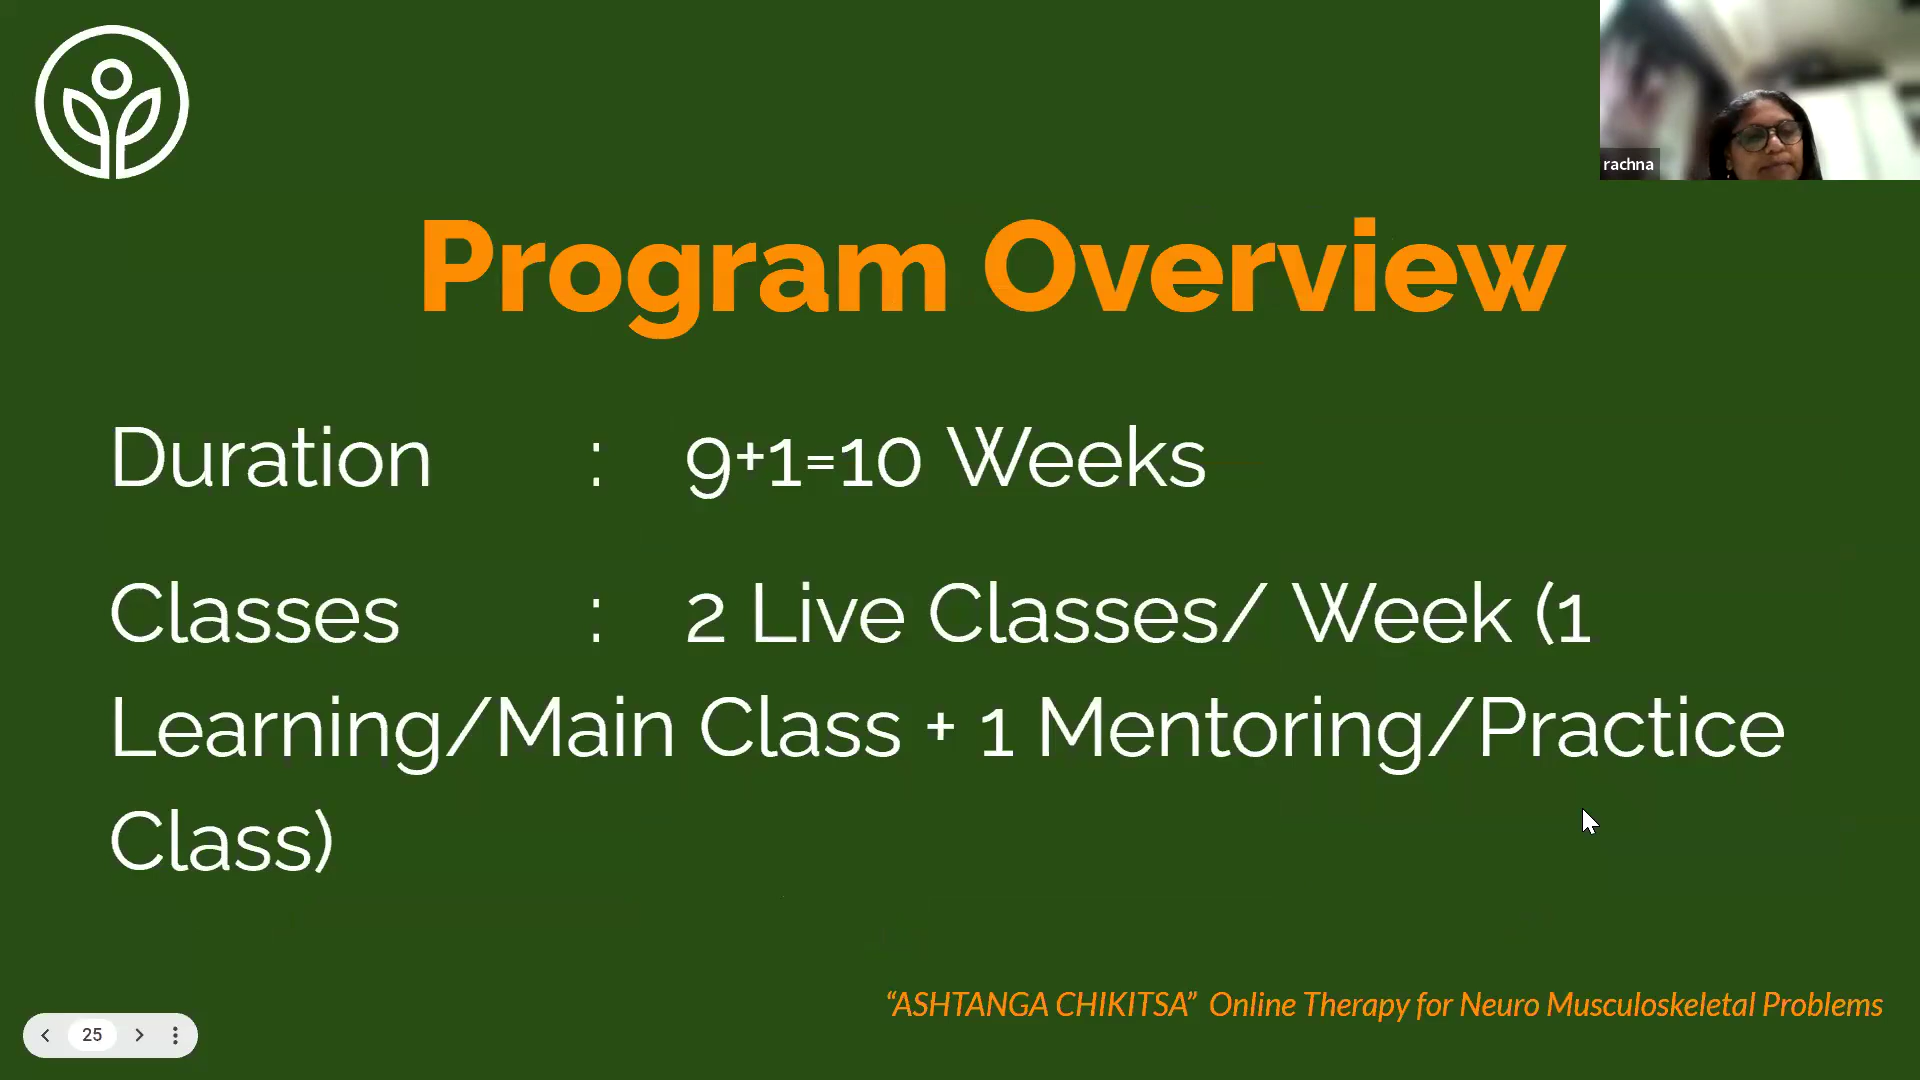 rachna
Program Overview
Duration : 9+1=10 Weeks
Classes : 2 Live Classes/ Week (1
Learning/Main Class + 1 Mentoring/Practice
Class)
“ASHTANGA CHIKITSA” Online Therapy for Neuro Musculoskeletal Problems
25